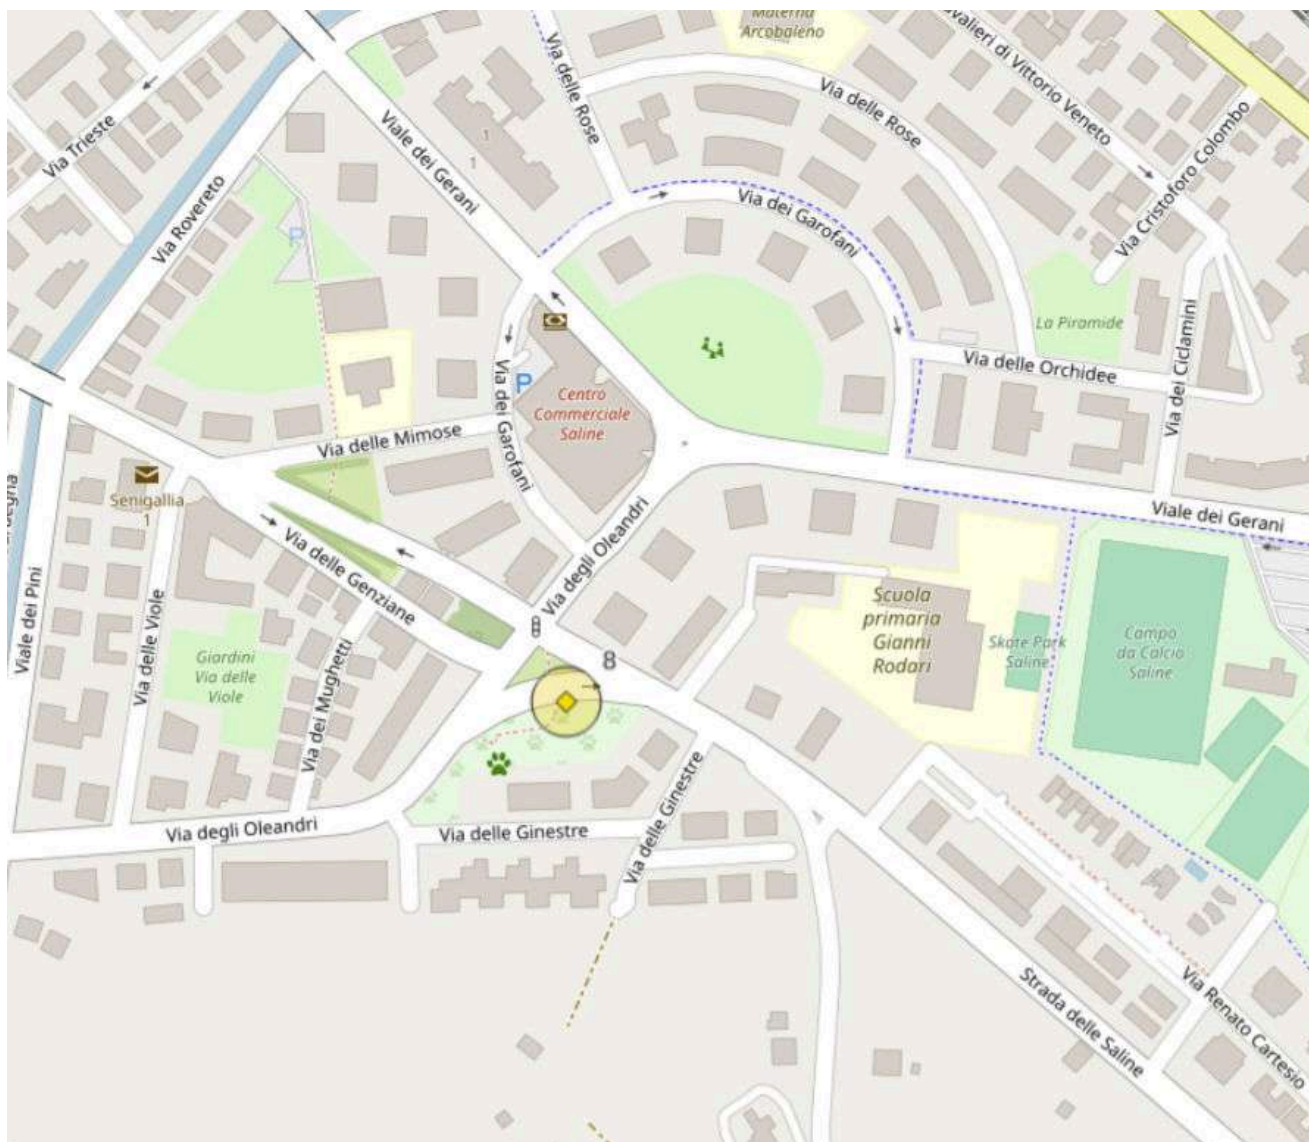 Materna
Arcobaleno
Cavalieri di Vittorio Veneto
Via delle Rose
Via delle Rose
Via Trieste
Viale dei Gerani
1
1
Via Cristoforo Colombo
Via Rovereto
P
Via dei Garofani
La Piramide
Via dei Ciclamini
Via delle Orchidee
P
Centro
Commerciale
Saline
Via dei Garofani
Via delle Mimose
Senigallia
1
Viale dei Gerani
Via degli Oleandri
Via delle Genziane
Viale dei Pini
Via delle Viole
Giardini
Via delle
Viole
Via dei Mughetti
8
8
Scuola
primaria
Gianni
Rodari
Skate Park
Saline
Campo
da Calcio
Saline
Via degli Oleandri
Via delle Ginestre
Via delle Ginestre
Strada delle Saline
Via Renato Cartesio